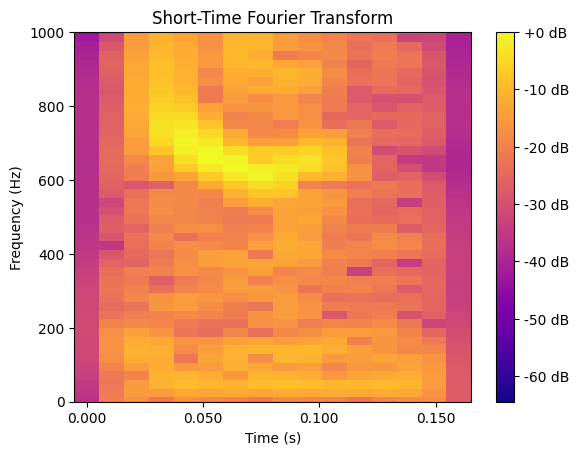 Short-Time Fourier Transform
1000
800
600
400
200
0
Frequency (Hz)
0.000
0.050
0.100
0.150
Time (s)
+0 dB
-10 dB
-20 dB
-30 dB
-40 dB
-50 dB
-60 dB